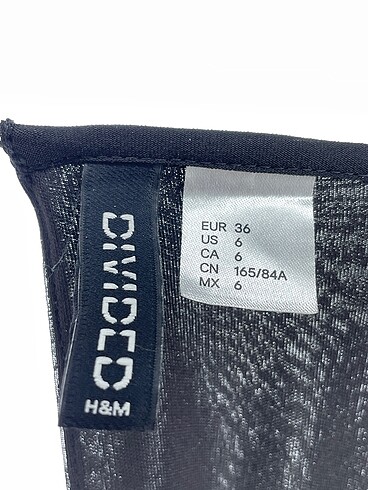 DIVIDED
H&M
EUR 36
US 6
CA 6
CN 165/84A
MX 6